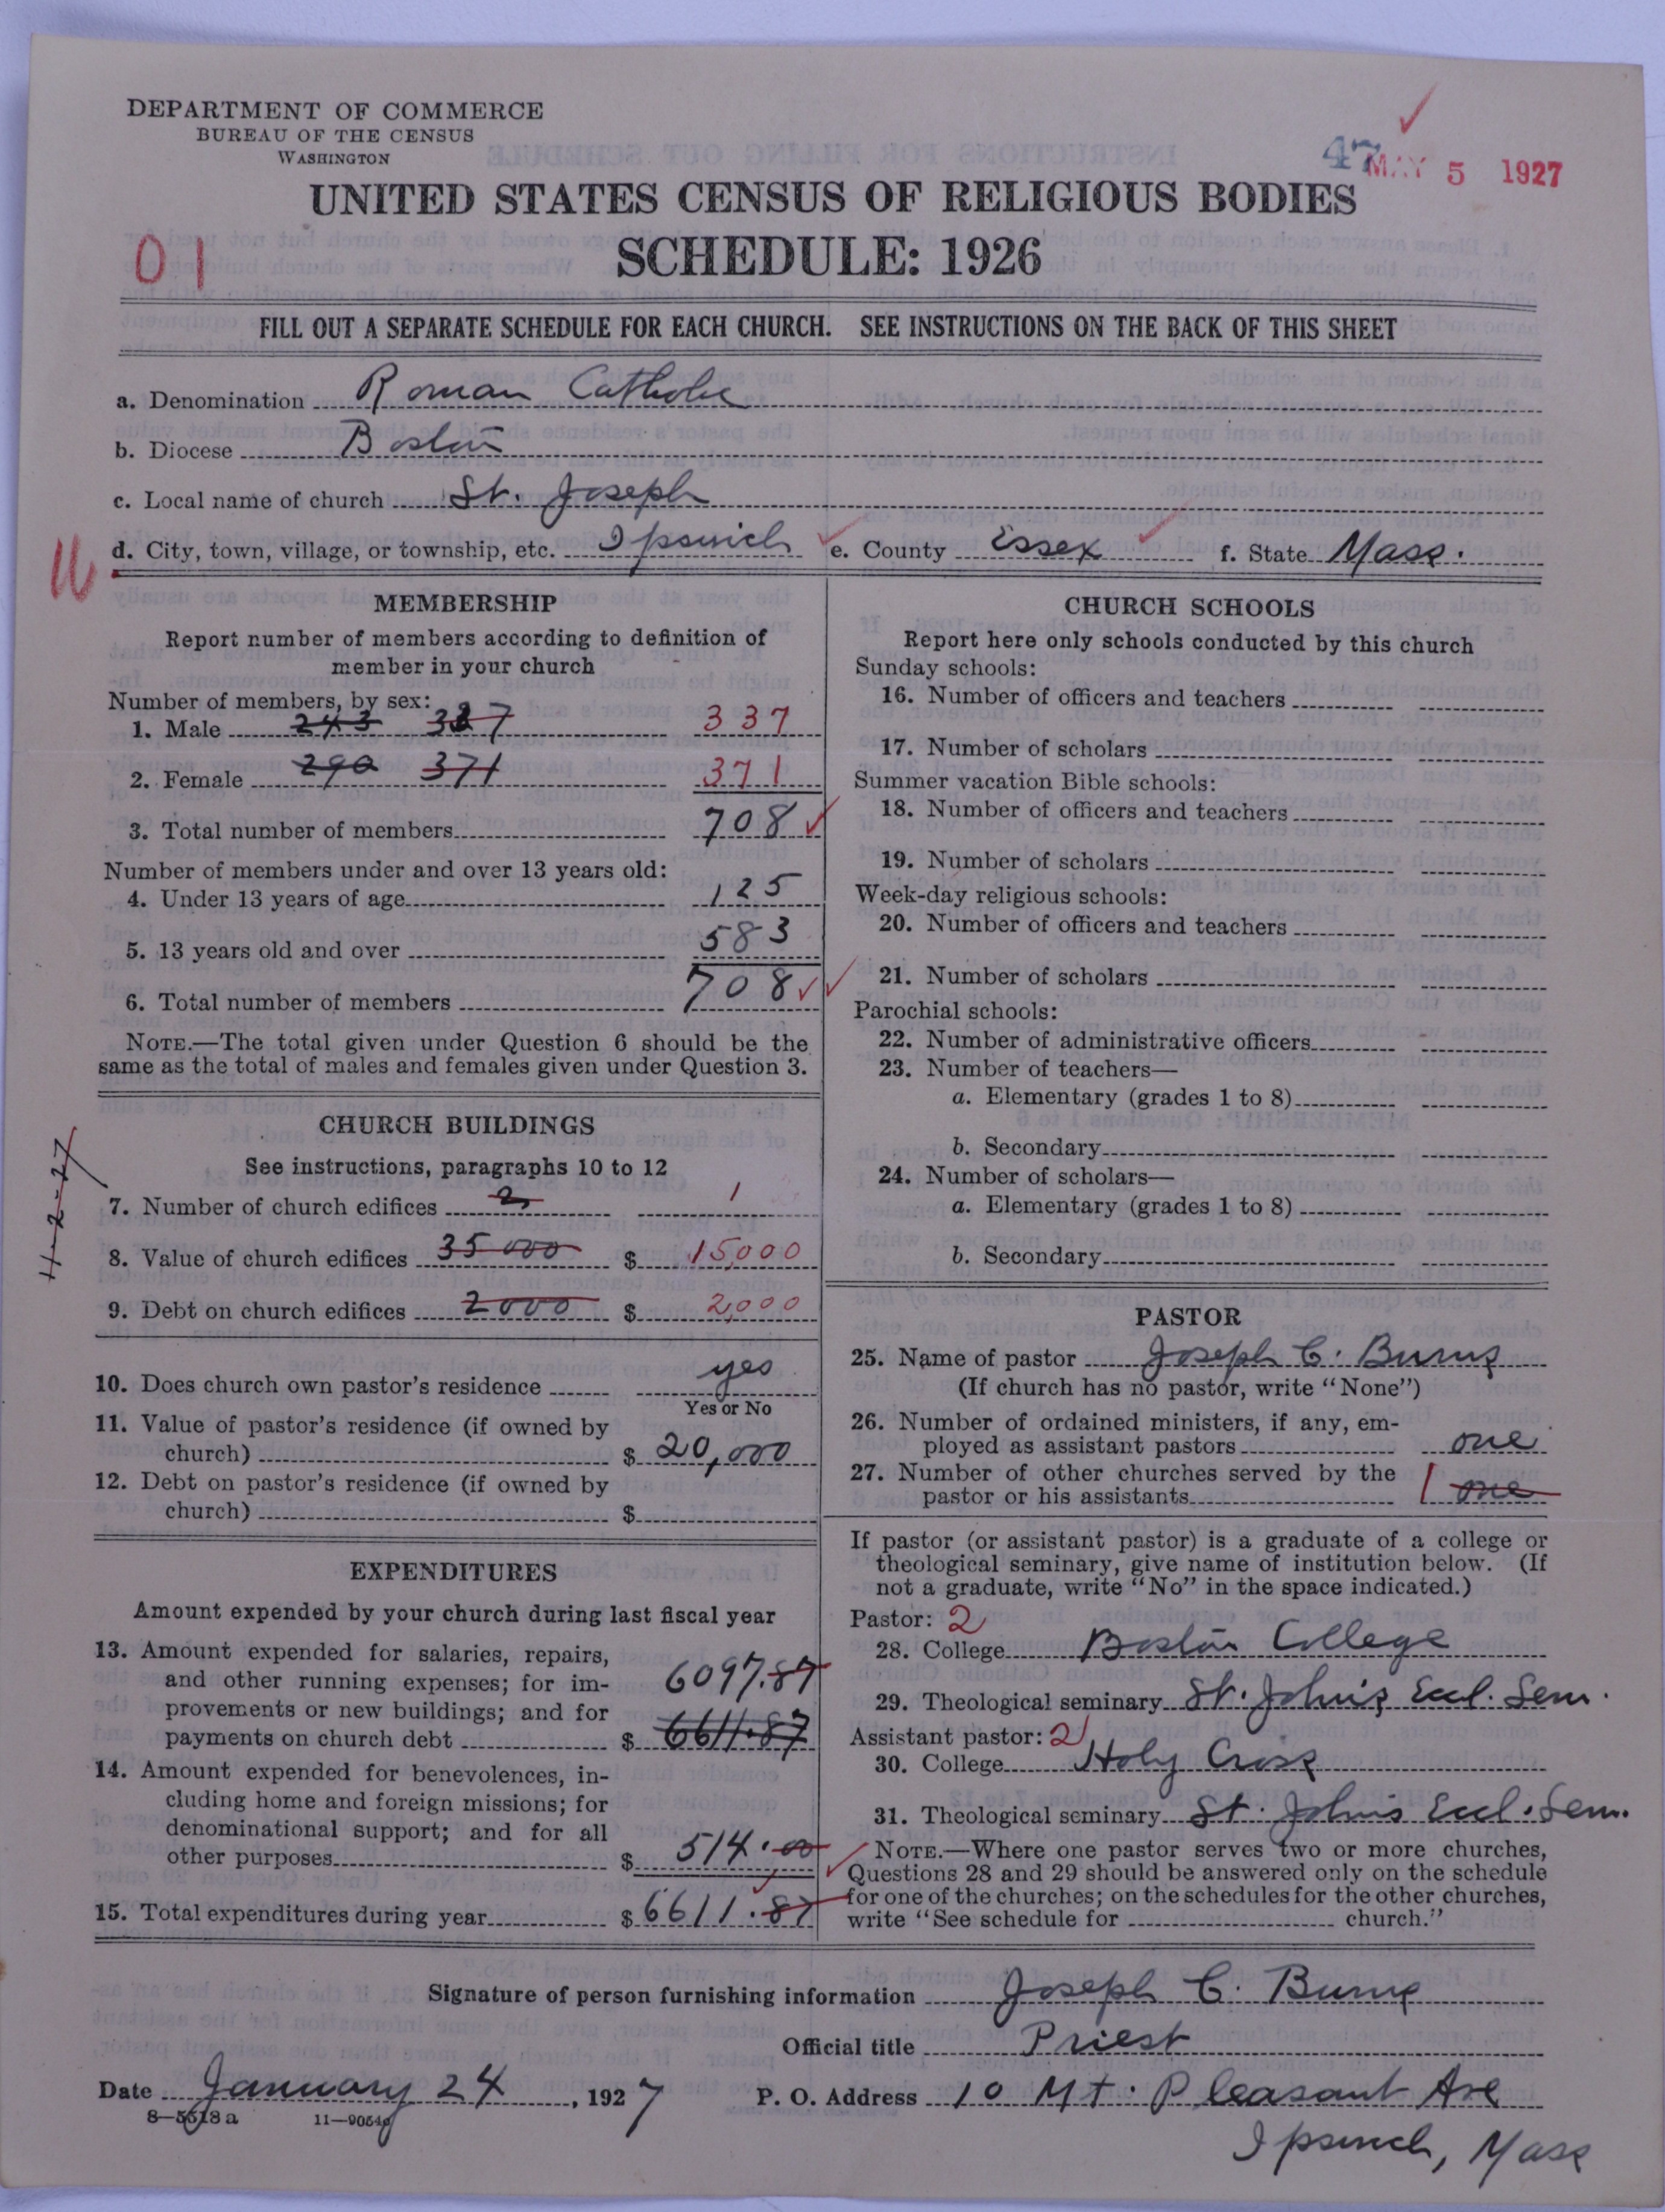 DEPARTMENT OF COMMERCE
BUREAU OF THE CENSUS
WASHINGTON
47 MAY 5 1927
UNITED STATES CENSUS OF RELIGIOUS BODIES
01
SCHEDULE: 1926
FILL OUT A SEPARATE SCHEDULE FOR EACH CHURCH. SEE INSTRUCTIONS ON THE BACK OF THIS SHEET
a. Denomination Roman Catholic
b. Diocese Boston
c. Local name of church St. Joseph
d. City, town, village, or township, etc. Ipswich e. County Essex f. State Mass.
MEMBERSHIP
Report number of members according to definition of
member in your church
Number of members, by sex:
1. Male 243 337 337
2. Female 290 371 371
3. Total number of members 708
Number of members under and over 13 years old:
4. Under 13 years of age 125
5. 13 years old and over 583
6. Total number of members 708
NOTE.—The total given under Question 6 should be the
same as the total of males and females given under Question 3.
CHURCH BUILDINGS
See instructions, paragraphs 10 to 12
7. Number of church edifices 2 1
8. Value of church edifices 35000 $ 15,000
9. Debt on church edifices 2000 $ 2,000
11-2-27
10. Does church own pastor's residence yes
Yes or No
11. Value of pastor's residence (if owned by
church) $ 20,000
12. Debt on pastor's residence (if owned by
church) $
EXPENDITURES
Amount expended by your church during last fiscal year
13. Amount expended for salaries, repairs,
and other running expenses; for im-
provements or new buildings; and for
payments on church debt $ 6097.87
6611.87
14. Amount expended for benevolences, in-
cluding home and foreign missions; for
denominational support; and for all
other purposes $ 514.00
15. Total expenditures during year $ 6611.87
CHURCH SCHOOLS
Report here only schools conducted by this church
Sunday schools:
16. Number of officers and teachers
17. Number of scholars
Summer vacation Bible schools:
18. Number of officers and teachers
19. Number of scholars
Week-day religious schools:
20. Number of officers and teachers
21. Number of scholars
Parochial schools:
22. Number of administrative officers
23. Number of teachers—
a. Elementary (grades 1 to 8)
b. Secondary
24. Number of scholars—
a. Elementary (grades 1 to 8)
b. Secondary
PASTOR
25. Name of pastor Joseph C. Burns
(If church has no pastor, write "None")
26. Number of ordained ministers, if any, em-
ployed as assistant pastors one
27. Number of other churches served by the
pastor or his assistants 1 one
If pastor (or assistant pastor) is a graduate of a college or
theological seminary, give name of institution below. (If
not a graduate, write "No" in the space indicated.)
Pastor: 2
28. College Boston College
29. Theological seminary St. John's Eccl. Sem.
Assistant pastor: 2
30. College Holy Cross
31. Theological seminary St. John's Eccl. Sem.
NOTE.—Where one pastor serves two or more churches,
Questions 28 and 29 should be answered only on the schedule
for one of the churches; on the schedules for the other churches,
write "See schedule for church."
Signature of person furnishing information Joseph C. Burns
Official title Priest
Date January 24, 1927 P. O. Address 10 Mt. Pleasant Ave
8-5518 a 11-9054
Ipswich, Mass